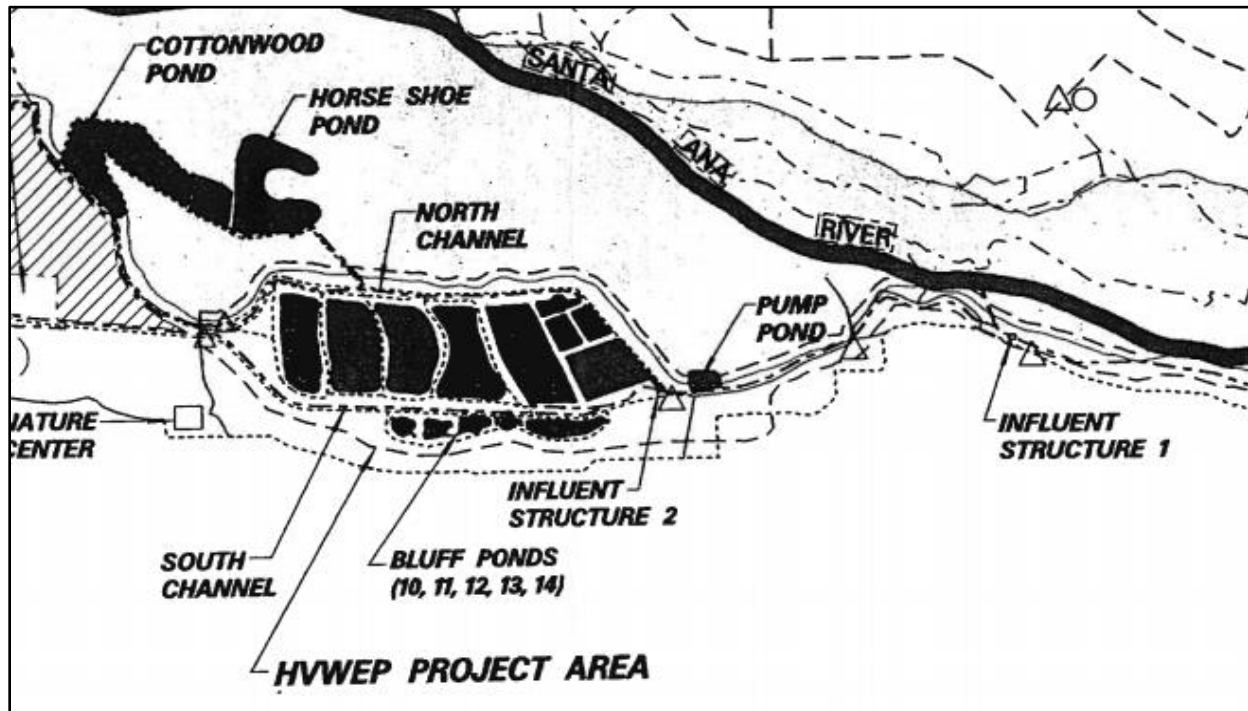 COTTONWOOD
POND
HORSE SHOE
POND
SANTA
ANA
RIVER
NORTH
CHANNEL
PUMP
POND
NATURE
CENTER
INFLUENT
STRUCTURE 1
INFLUENT
STRUCTURE 2
SOUTH
CHANNEL
BLUFF PONDS
(10, 11, 12, 13, 14)
HVWEP PROJECT AREA